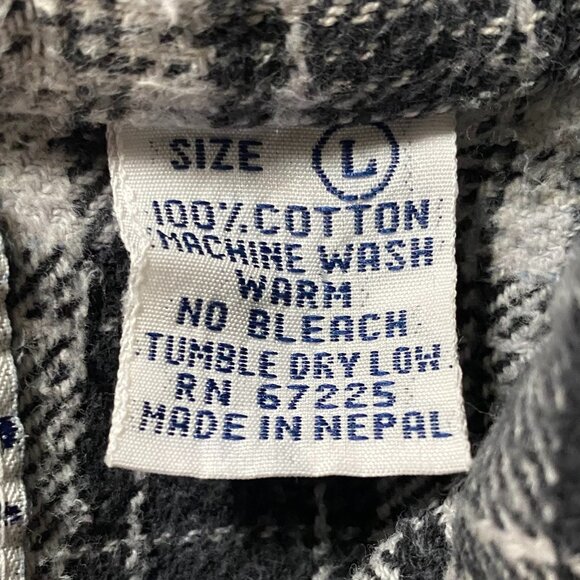 SIZE L
100% COTTON
MACHINE WASH
WARM
NO BLEACH
TUMBLE DRY LOW
RN 67225
MADE IN NEPAL